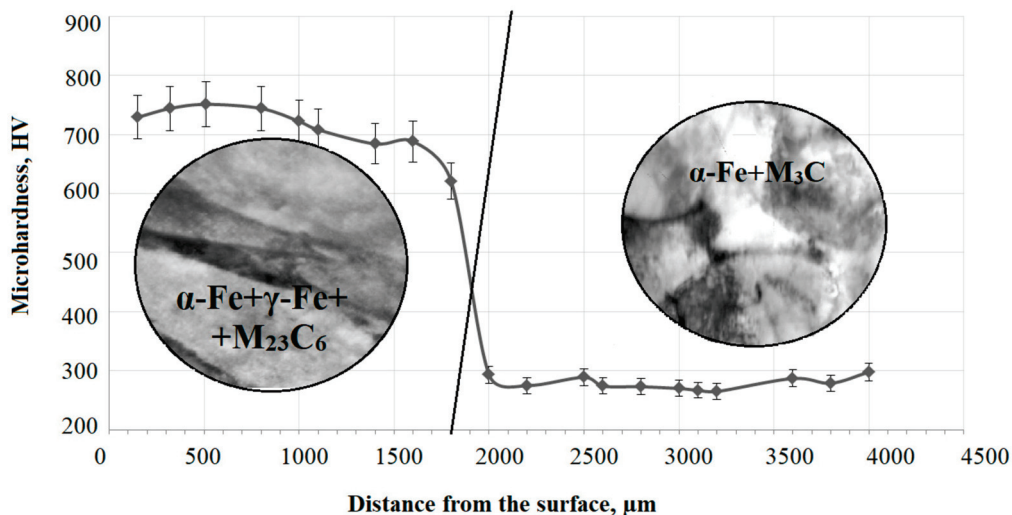 900
800
700
600
500
400
300
200
Microhardness, HV
α-Fe+γ-Fe+
+M₂₃C₆
α-Fe+M₃C
0 500 1000 1500 2000 2500 3000 3500 4000 4500
Distance from the surface, μm